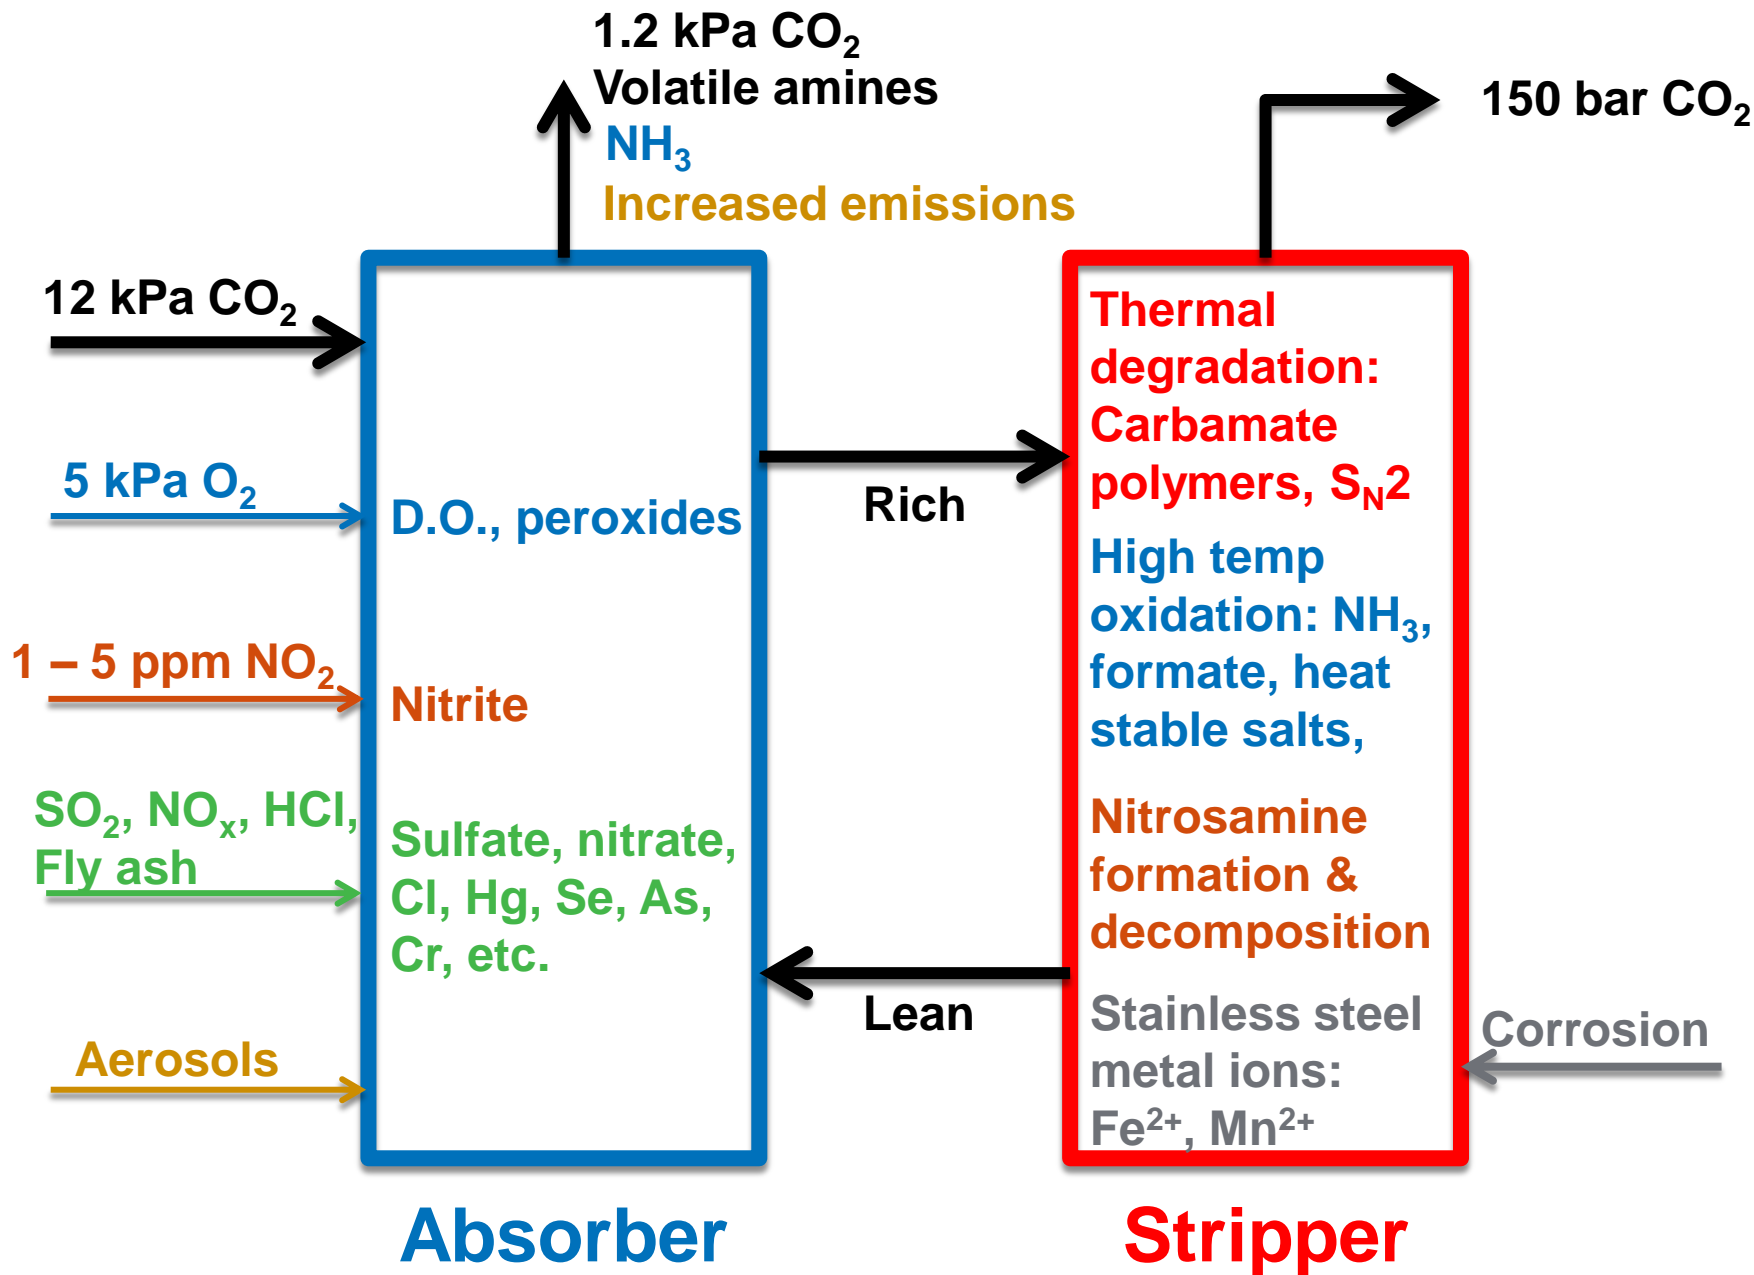 1.2 kPa CO₂
Volatile amines
NH₃
Increased emissions
150 bar CO₂
12 kPa CO₂
5 kPa O₂
1 – 5 ppm NO₂
SO₂, NOₓ, HCl,
Fly ash
Aerosols
D.O., peroxides
Nitrite
Sulfate, nitrate,
Cl, Hg, Se, As,
Cr, etc.
Rich
Lean
Thermal
degradation:
Carbamate
polymers, S_N2
High temp
oxidation: NH₃,
formate, heat
stable salts,
Nitrosamine
formation &
decomposition
Stainless steel
metal ions:
Fe²⁺, Mn²⁺
Corrosion
Absorber
Stripper